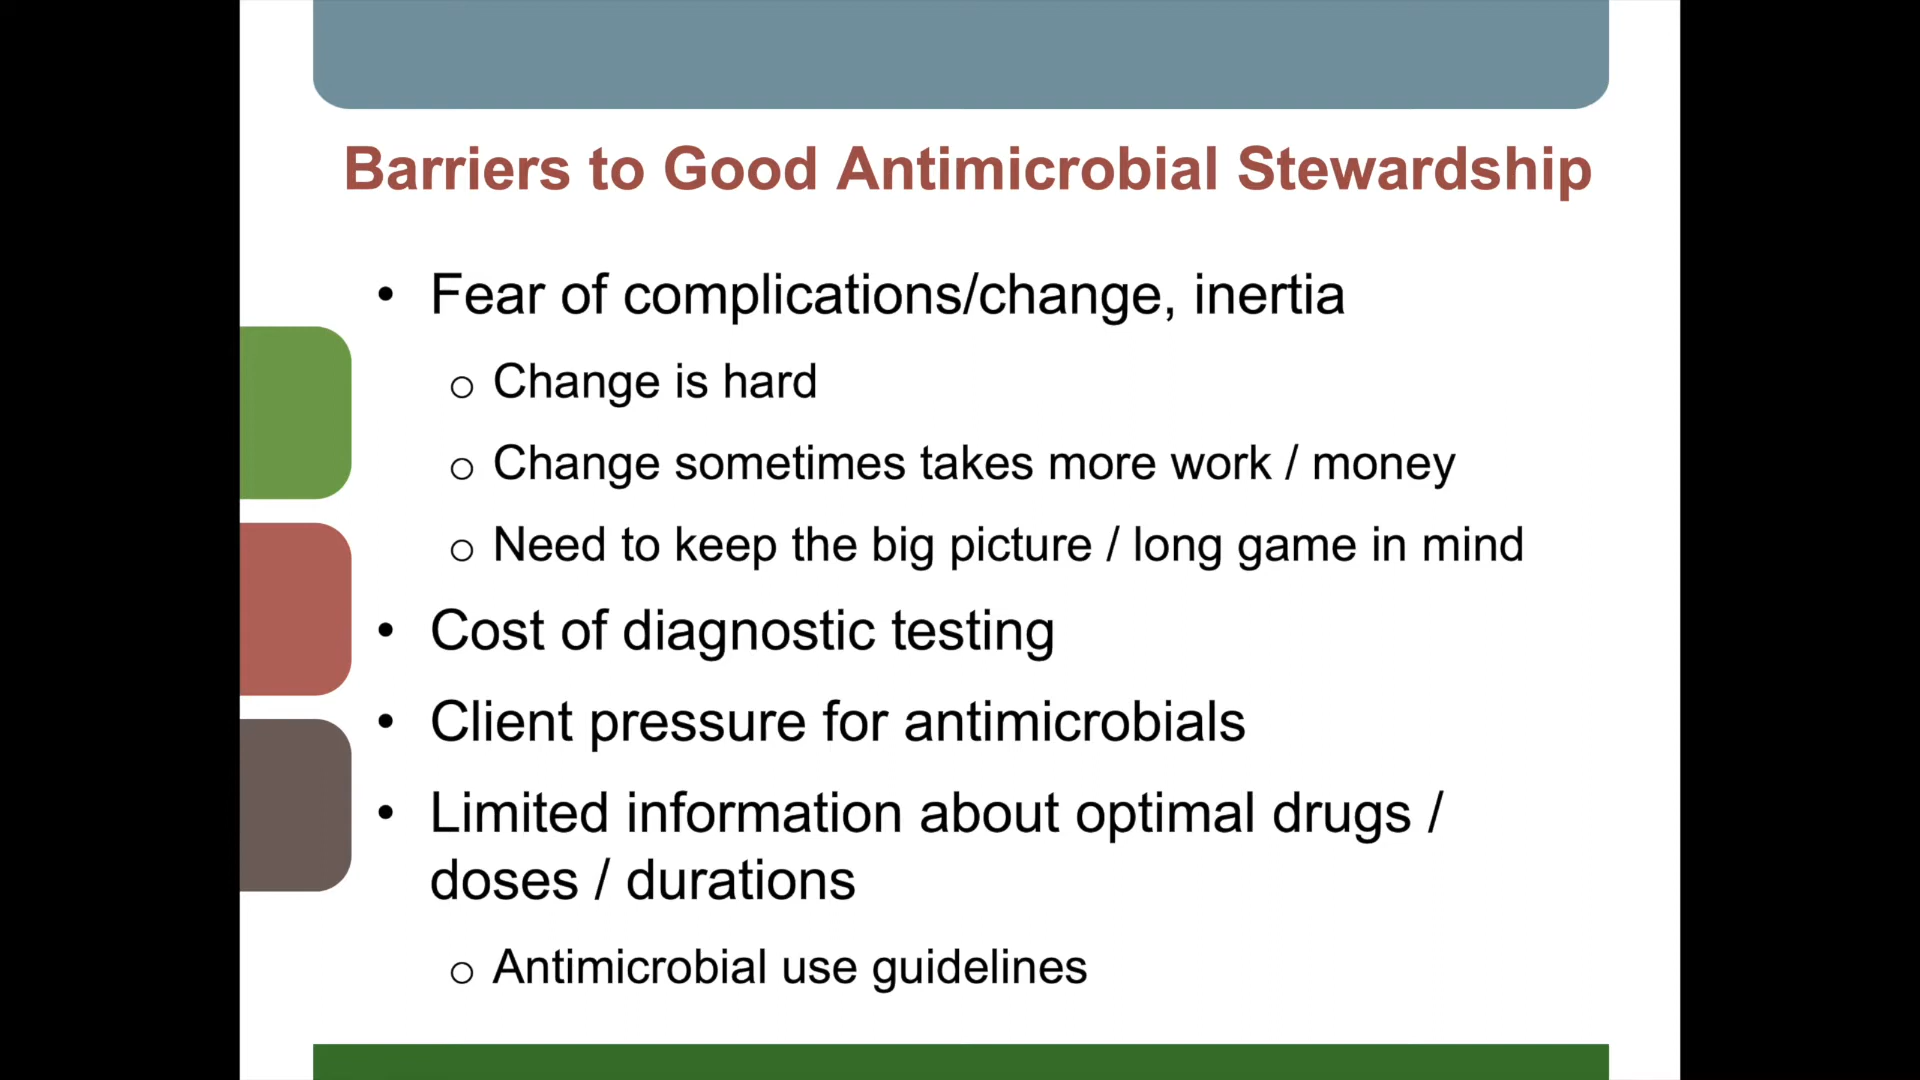 Barriers to Good Antimicrobial Stewardship
• Fear of complications/change, inertia
o Change is hard
o Change sometimes takes more work / money
o Need to keep the big picture / long game in mind
• Cost of diagnostic testing
• Client pressure for antimicrobials
• Limited information about optimal drugs /
doses / durations
o Antimicrobial use guidelines